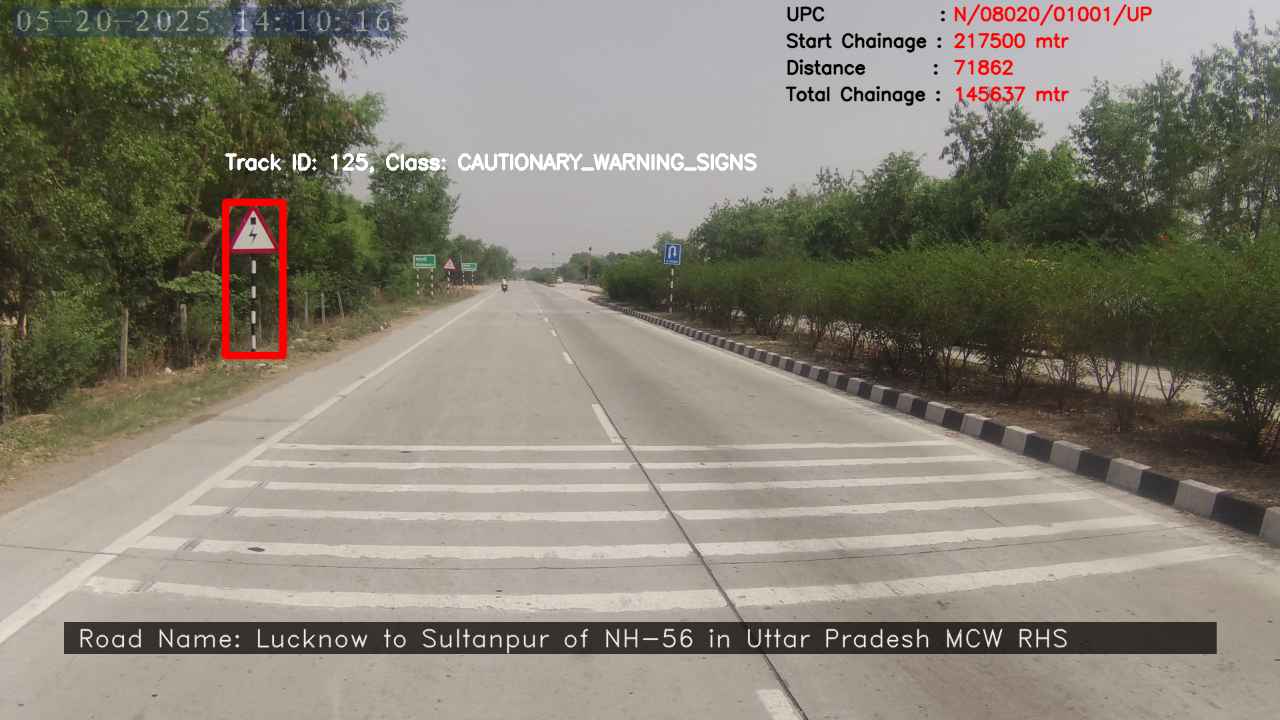 05-20-2025 14:10:16
UPC : N/08020/01001/UP
Start Chainage : 217500 mtr
Distance : 71862
Total Chainage : 145637 mtr
Track ID: 125, Class: CAUTIONARY_WARNING_SIGNS
Road Name: Lucknow to Sultanpur of NH-56 in Uttar Pradesh MCW RHS